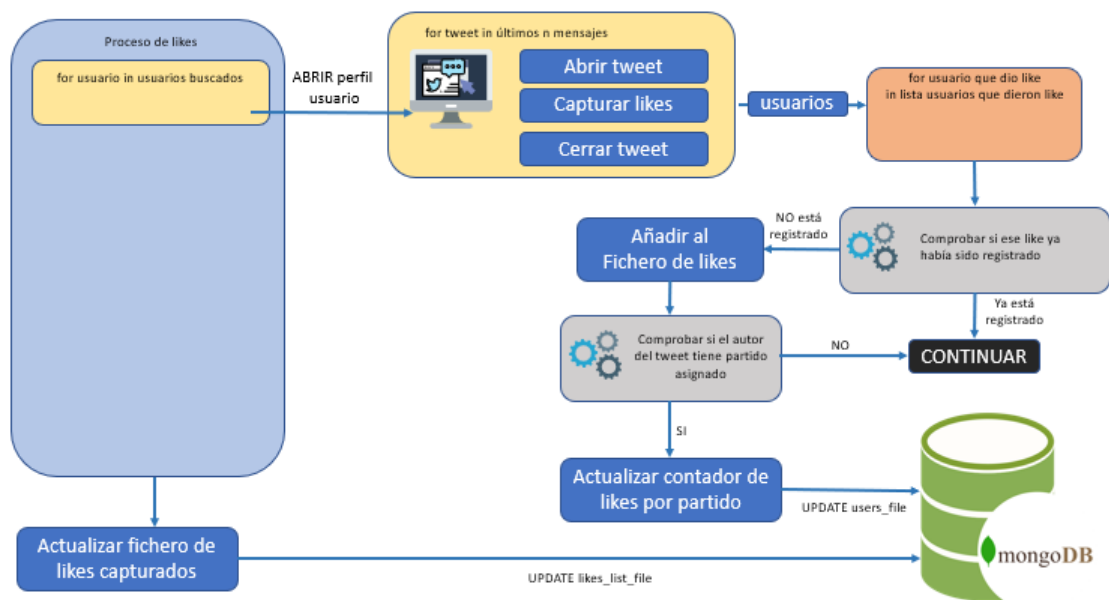 Proceso de likes
for usuario in usuarios buscados
ABRIR perfil
usuario
for tweet in últimos n mensajes
Abrir tweet
Capturar likes
Cerrar tweet
usuarios
for usuario que dio like
in lista usuarios que dieron like
Comprobar si ese like ya
había sido registrado
NO está
registrado
Ya está
registrado
Añadir al
Fichero de likes
Comprobar si el autor
del tweet tiene partido
asignado
NO
CONTINUAR
SI
Actualizar contador de
likes por partido
UPDATE users_file
Actualizar fichero de
likes capturados
UPDATE likes_list_file
mongoDB